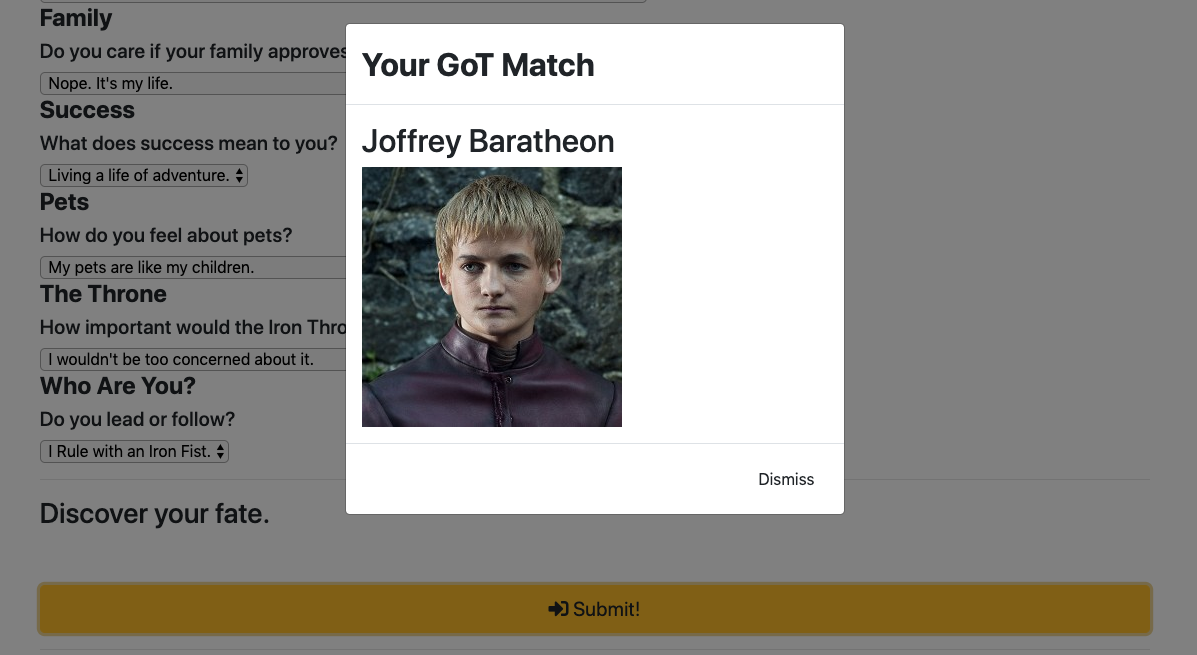 Family
Do you care if your family approves
Nope. It's my life.
Success
What does success mean to you?
Living a life of adventure.
Pets
How do you feel about pets?
My pets are like my children.
The Throne
How important would the Iron Thro
I wouldn't be too concerned about it.
Who Are You?
Do you lead or follow?
I Rule with an Iron Fist.
Discover your fate.
Submit!
Your GoT Match
Joffrey Baratheon
Dismiss